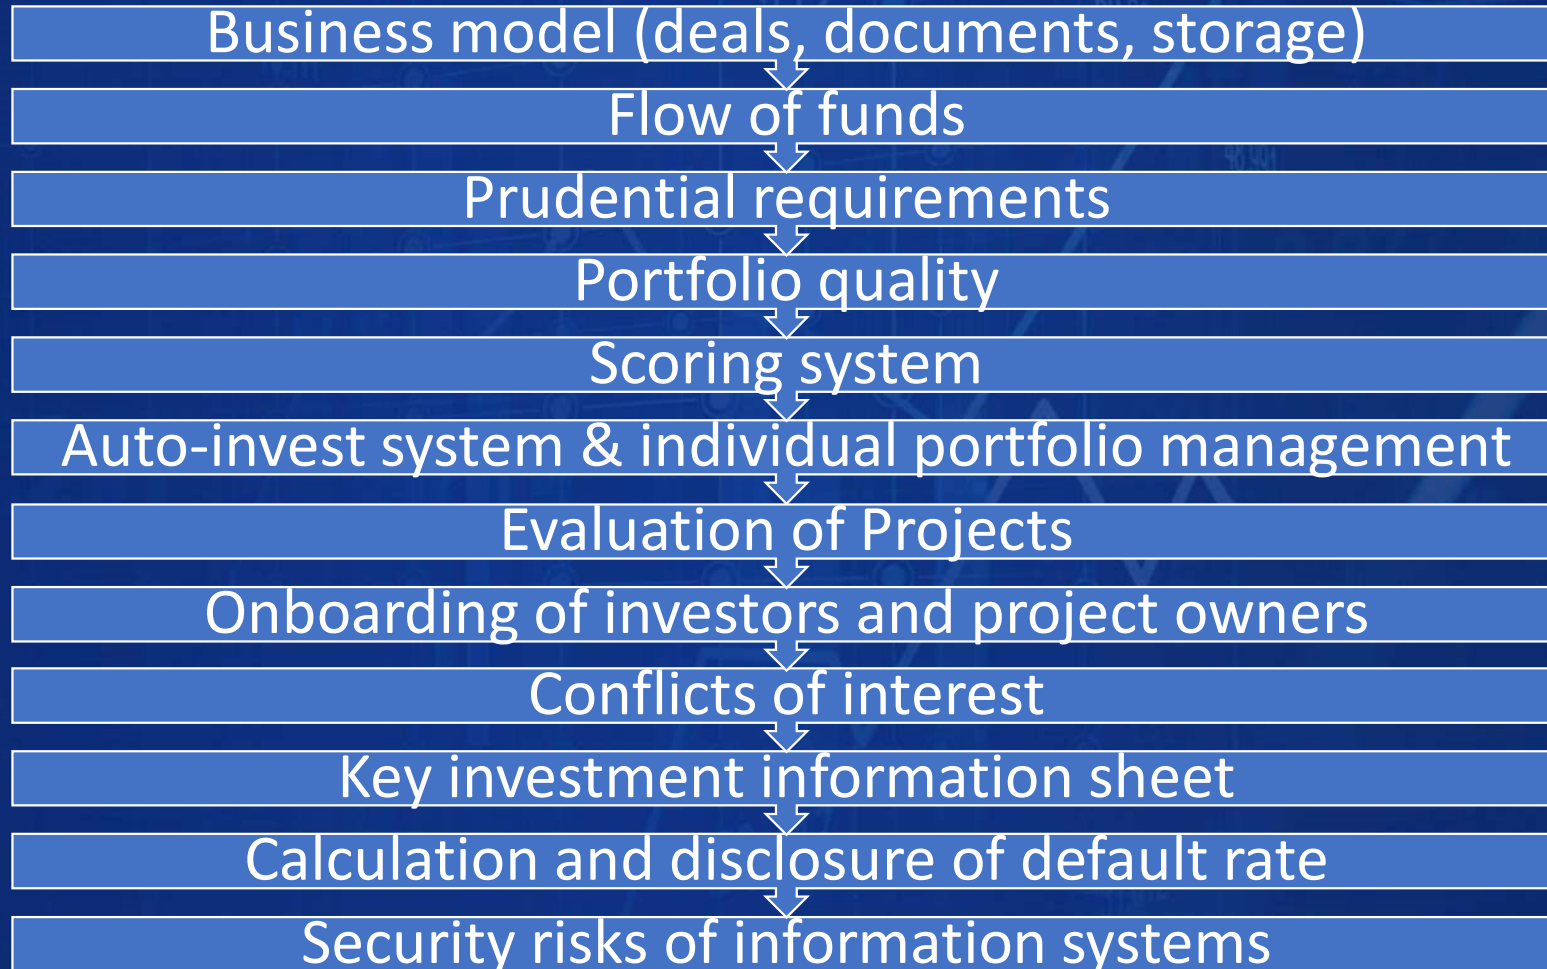 Business model (deals, documents, storage)
Flow of funds
Prudential requirements
Portfolio quality
Scoring system
Auto-invest system & individual portfolio management
Evaluation of Projects
Onboarding of investors and project owners
Conflicts of interest
Key investment information sheet
Calculation and disclosure of default rate
Security risks of information systems